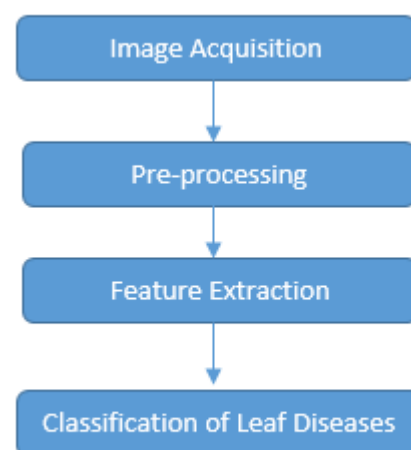 Image Acquisition
Pre-processing
Feature Extraction
Classification of Leaf Diseases